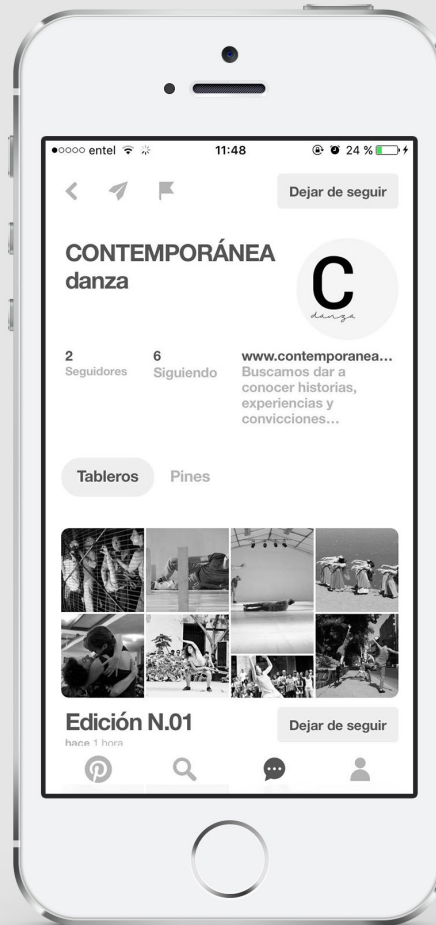 entel 11:48 24 %
Dejar de seguir
CONTEMPORÁNEA
danza
C
danza
2
Seguidores
6
Siguiendo
www.contemporanea...
Buscamos dar a
conocer historias,
experiencias y
convicciones...
Tableros Pines
Edición N.01
Dejar de seguir
hace 1 hora